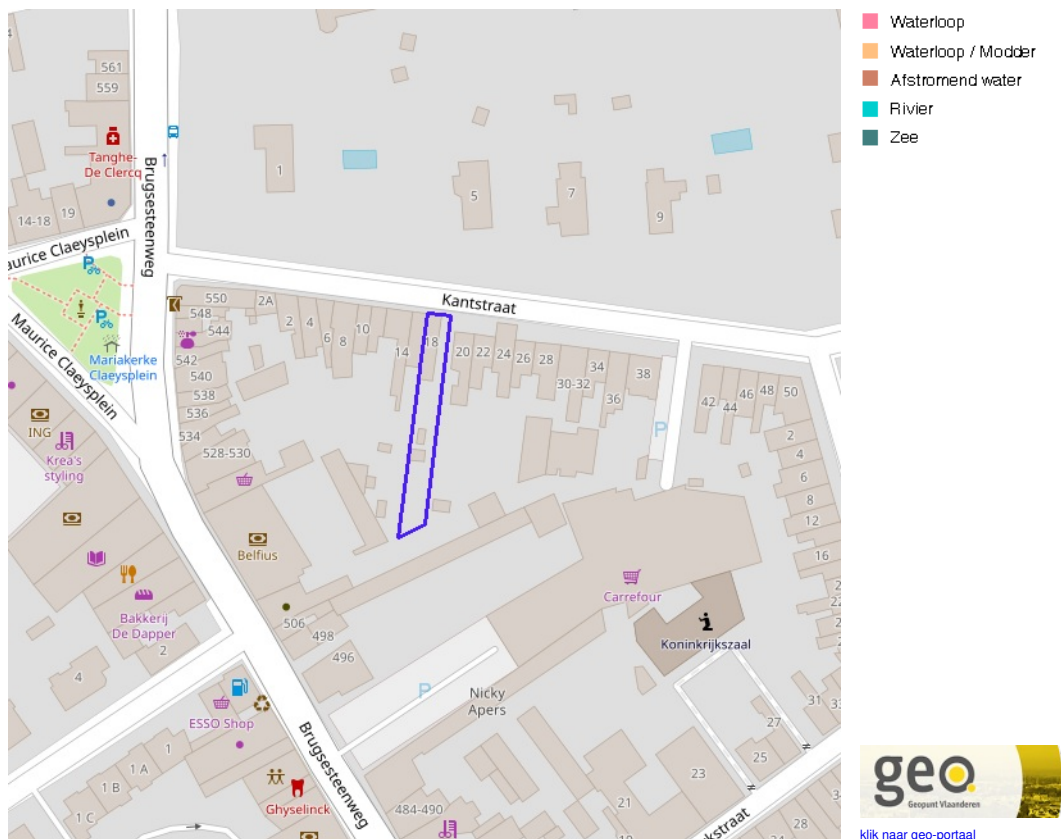 561
559
Tanghe-
De Clercq
14-18
19
Maurice Claeysplein
Brugsesteenweg
1
5
7
9
Kantstraat
Maurice Claeysplein
Mariakerke
Claeysplein
550
2A
548
544
542
540
538
536
534
528-530
2
4
6
8
10
14
18
20
22
24
26
28
30-32
34
36
38
P
42
44
46
48
50
2
4
6
8
12
16
ING
Krea's
styling
Belfius
Bakkerij
De Dapper
2
4
506
498
496
Carrefour
Koninkrijkszaal
P
Nicky
Apers
ESSO Shop
1
1 A
1 B
1 C
Ghyselinck
Brugsesteenweg
484-490
31
27
25
23
21
28
Waterloop
Waterloop / Modder
Afstromend water
Rivier
Zee
geo
Geopunt Vlaanderen
klik naar geo-portaal